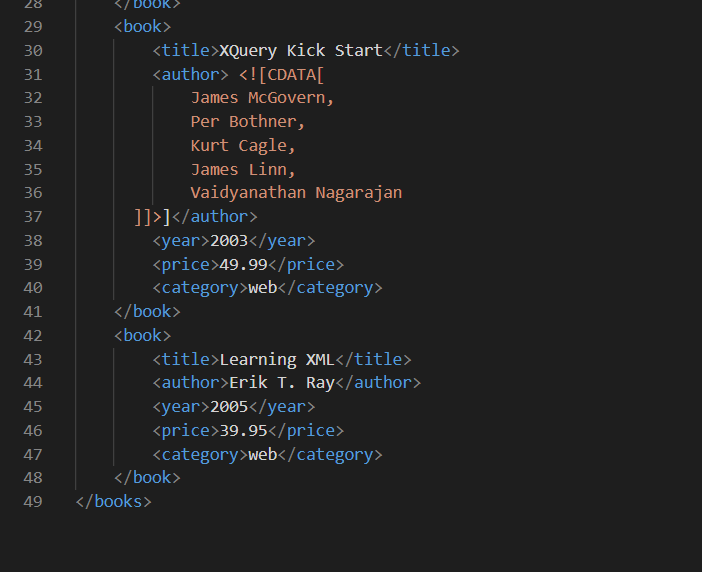 28 </book>
29 <book>
30 <title>XQuery Kick Start</title>
31 <author> <![CDATA[
32 James McGovern,
33 Per Bothner,
34 Kurt Cagle,
35 James Linn,
36 Vaidyanathan Nagarajan
37 ]]>]</author>
38 <year>2003</year>
39 <price>49.99</price>
40 <category>web</category>
41 </book>
42 <book>
43 <title>Learning XML</title>
44 <author>Erik T. Ray</author>
45 <year>2005</year>
46 <price>39.95</price>
47 <category>web</category>
48 </book>
49 </books>